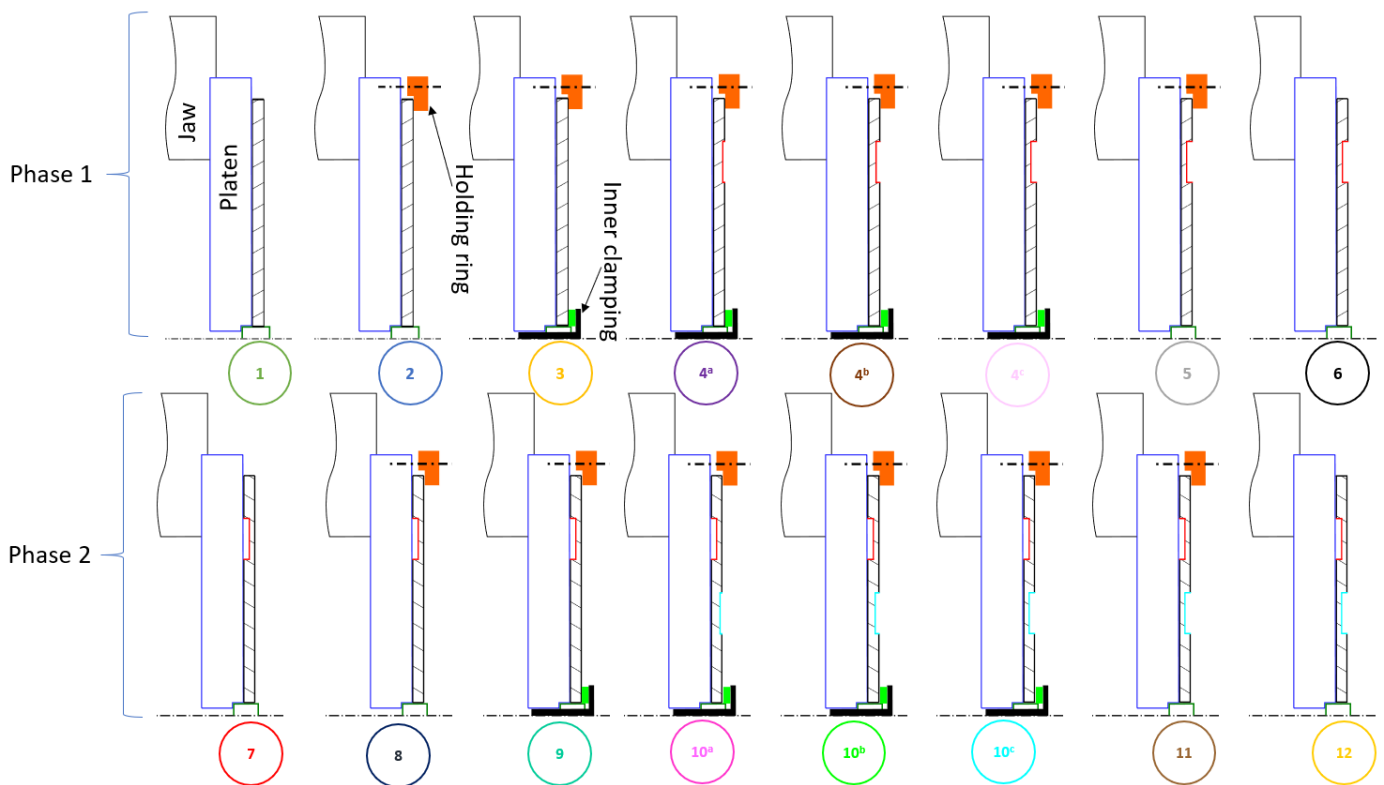 Phase 1
Jaw
Platen
Holding ring
Inner clamping
1
2
3
4ᵃ
4ᵇ
4ᶜ
5
6
Phase 2
7
8
9
10ᵃ
10ᵇ
10ᶜ
11
12